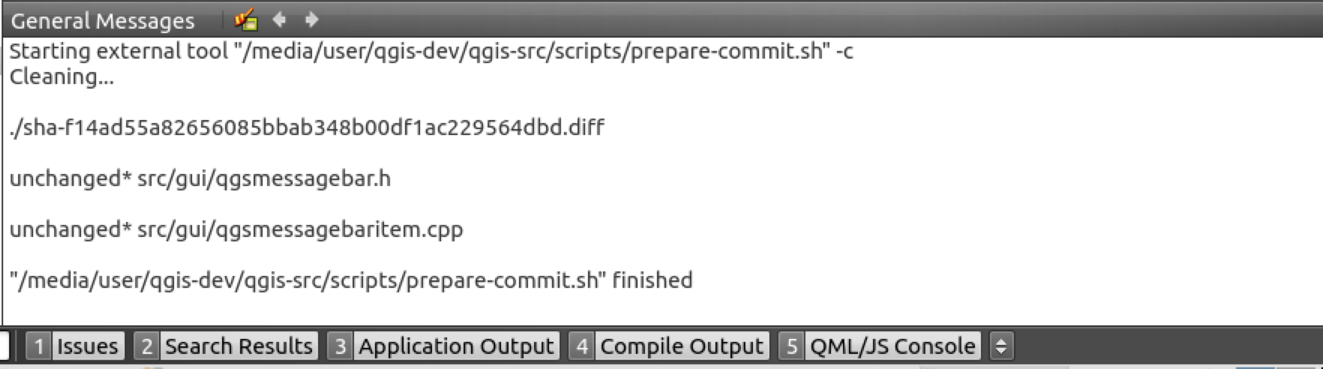 General Messages
Starting external tool "/media/user/qgis-dev/qgis-src/scripts/prepare-commit.sh" -c
Cleaning...
./sha-f14ad55a82656085bbab348b00df1ac229564dbd.diff
unchanged* src/gui/qgsmessagebar.h
unchanged* src/gui/qgsmessagebaritem.cpp
"/media/user/qgis-dev/qgis-src/scripts/prepare-commit.sh" finished
1 Issues 2 Search Results 3 Application Output 4 Compile Output 5 QML/JS Console